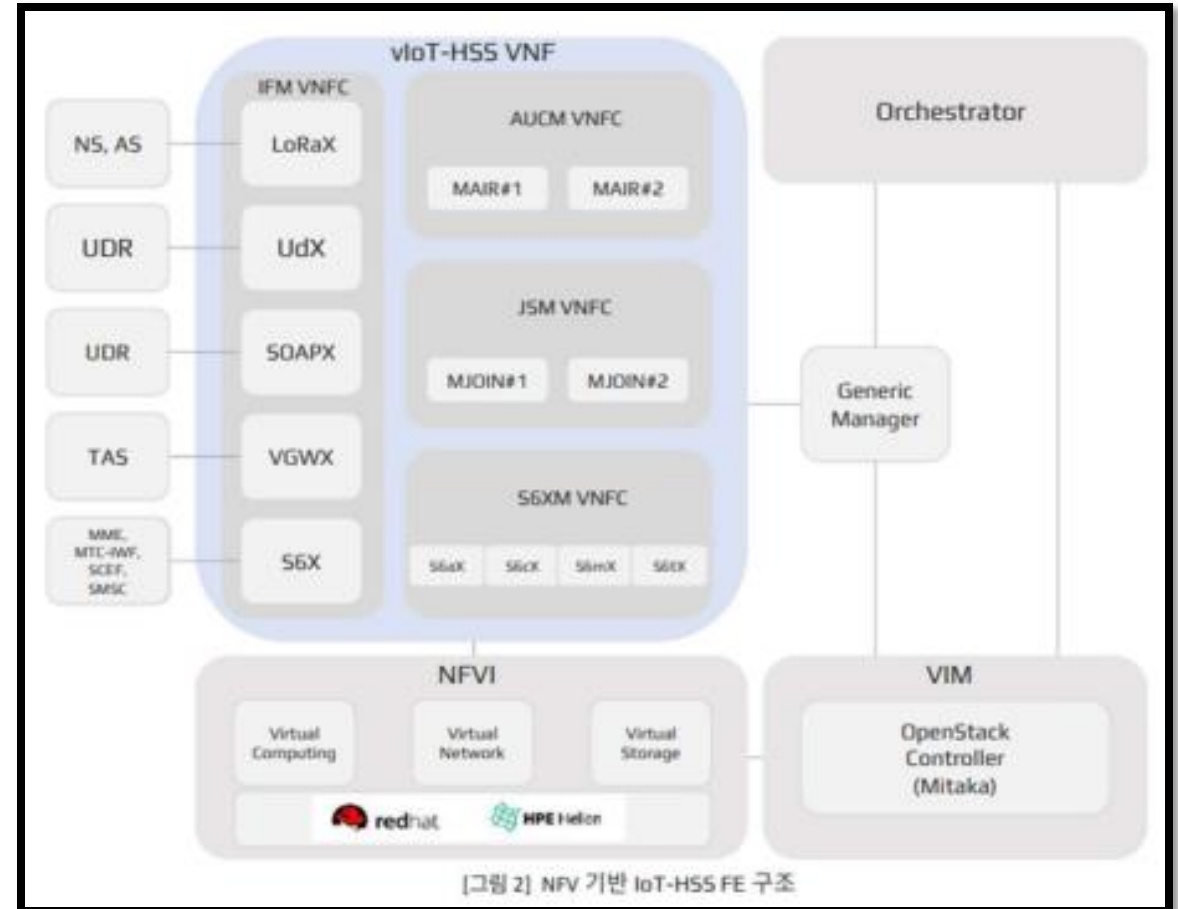 vIoT-HSS VNF
IFM VNFC
NS, AS
LoRaX
UDR
UdX
UDR
SOAPX
TAS
VGWX
MME,
MTC-IWF,
SCEF,
SMSC
S6X
AUCM VNFC
MAIR#1
MAIR#2
JSM VNFC
MJOIN#1
MJOIN#2
S6XM VNFC
S6aX
S6cX
S6mX
S6tX
Orchestrator
Generic
Manager
NFVI
Virtual
Computing
Virtual
Network
Virtual
Storage
redhat
HPE Helion
VIM
OpenStack
Controller
(Mitaka)
[그림 2] NFV 기반 IoT-HSS FE 구조